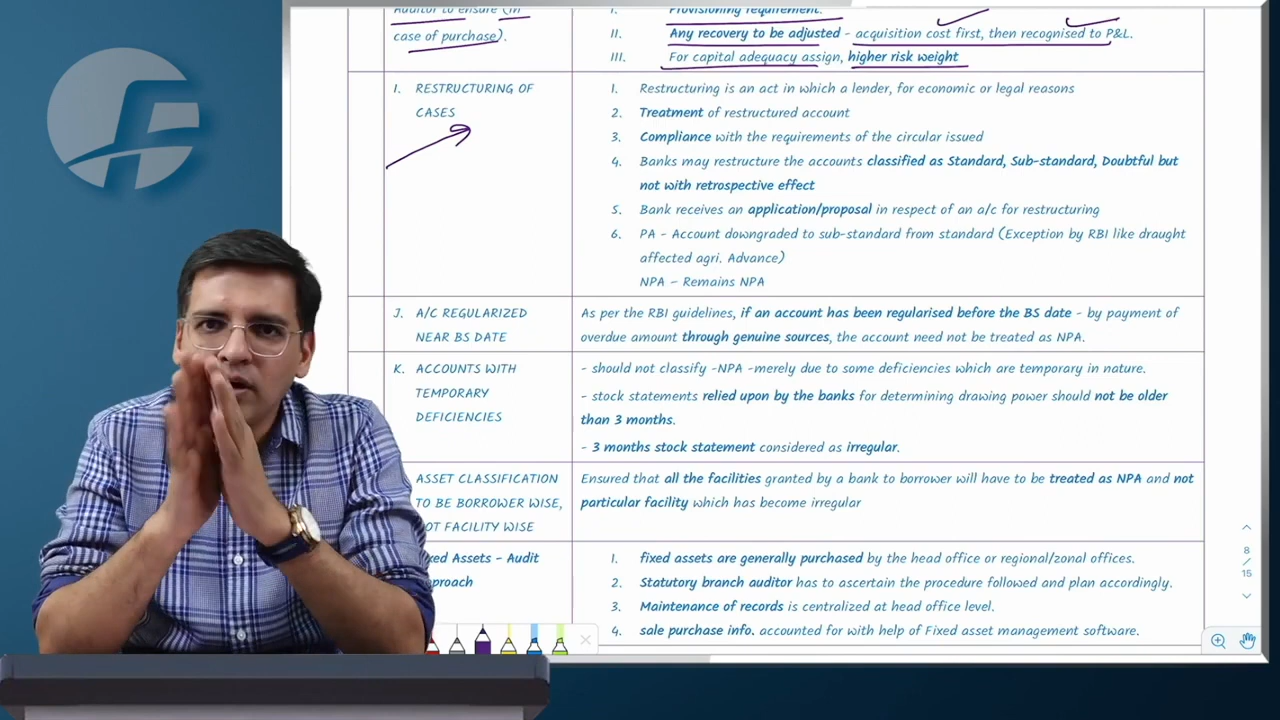 Auditor to ensure (in
case of purchase).
I. Provisioning requirement.
II. Any recovery to be adjusted - acquisition cost first, then recognised to P&L.
III. For capital adequacy assign, higher risk weight
I. RESTRUCTURING OF
CASES
1. Restructuring is an act in which a lender, for economic or legal reasons
2. Treatment of restructured account
3. Compliance with the requirements of the circular issued
4. Banks may restructure the accounts classified as Standard, Sub-standard, Doubtful but
not with retrospective effect
5. Bank receives an application/proposal in respect of an a/c for restructuring
6. PA - Account downgraded to sub-standard from standard (Exception by RBI like draught
affected agri. Advance)
NPA - Remains NPA
J. A/C REGULARIZED
NEAR BS DATE
As per the RBI guidelines, if an account has been regularised before the BS date - by payment of
overdue amount through genuine sources, the account need not be treated as NPA.
K. ACCOUNTS WITH
TEMPORARY
DEFICIENCIES
- should not classify -NPA -merely due to some deficiencies which are temporary in nature.
- stock statements relied upon by the banks for determining drawing power should not be older
than 3 months.
- 3 months stock statement considered as irregular.
ASSET CLASSIFICATION
TO BE BORROWER WISE,
NOT FACILITY WISE
Ensured that all the facilities granted by a bank to borrower will have to be treated as NPA and not
particular facility which has become irregular
Assets - Audit
1. fixed assets are generally purchased by the head office or regional/zonal offices.
2. Statutory branch auditor has to ascertain the procedure followed and plan accordingly.
3. Maintenance of records is centralized at head office level.
4. sale purchase info. accounted for with help of Fixed asset management software.
8
/
15